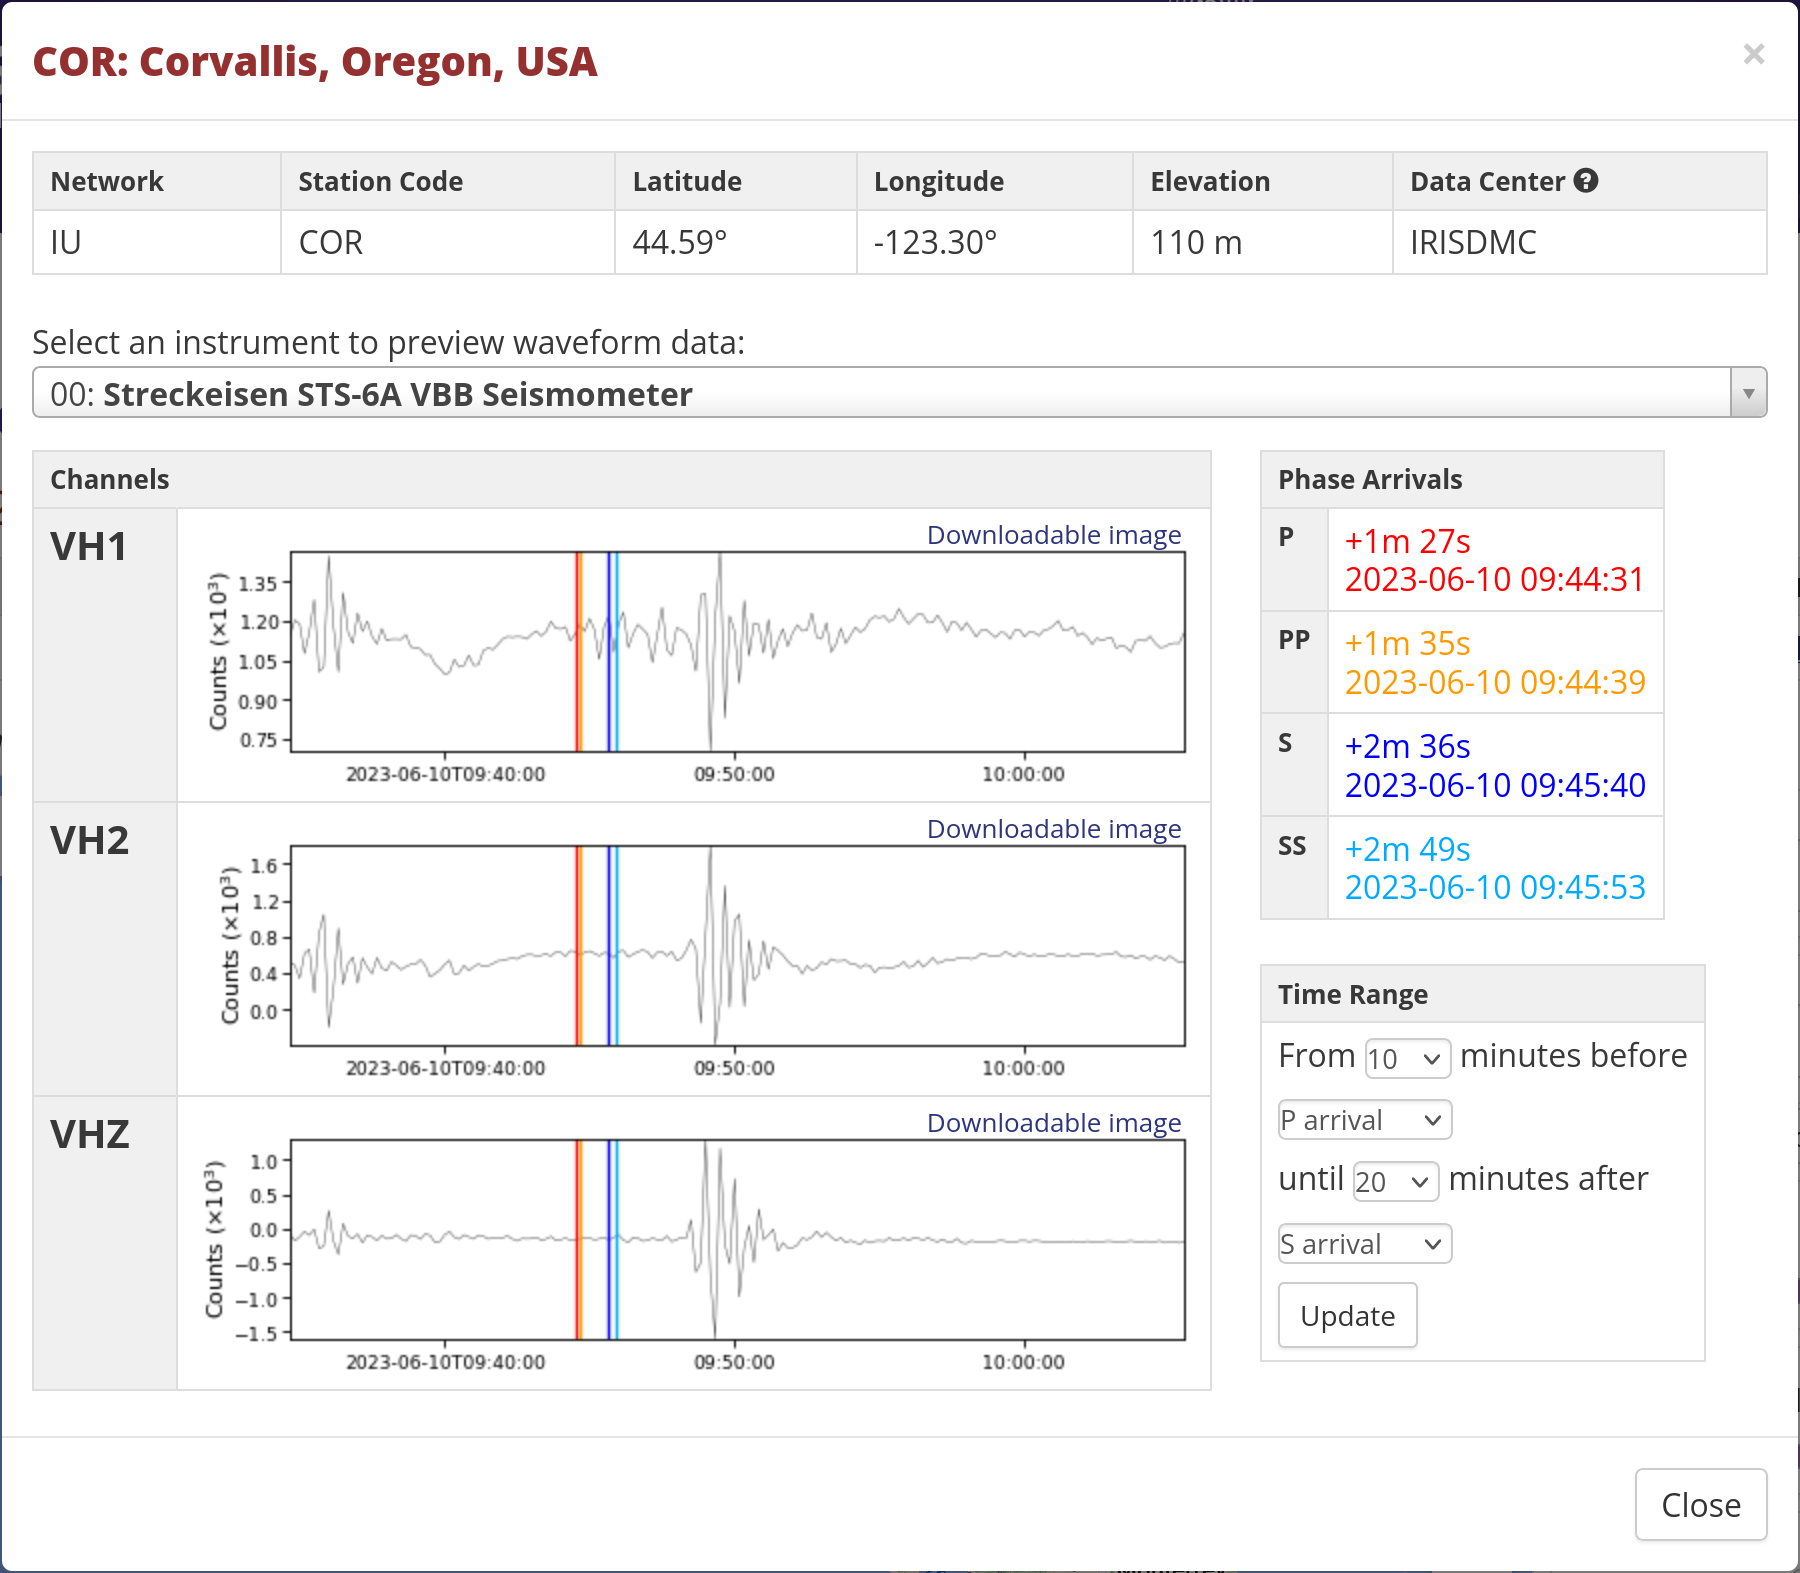 COR: Corvallis, Oregon, USA
×
Network Station Code Latitude Longitude Elevation Data Center ?
IU COR 44.59° -123.30° 110 m IRISDMC
Select an instrument to preview waveform data:
00: Streckeisen STS-6A VBB Seismometer
Channels
VH1
Downloadable image
Counts (×10³)
1.35
1.20
1.05
0.90
0.75
2023-06-10T09:40:00 09:50:00 10:00:00
VH2
Downloadable image
Counts (×10³)
1.6
1.2
0.8
0.4
0.0
2023-06-10T09:40:00 09:50:00 10:00:00
VHZ
Downloadable image
Counts (×10³)
1.0
0.5
0.0
−0.5
−1.0
−1.5
2023-06-10T09:40:00 09:50:00 10:00:00
Phase Arrivals
P +1m 27s
2023-06-10 09:44:31
PP +1m 35s
2023-06-10 09:44:39
S +2m 36s
2023-06-10 09:45:40
SS +2m 49s
2023-06-10 09:45:53
Time Range
From 10 minutes before
P arrival
until 20 minutes after
S arrival
Update
Close